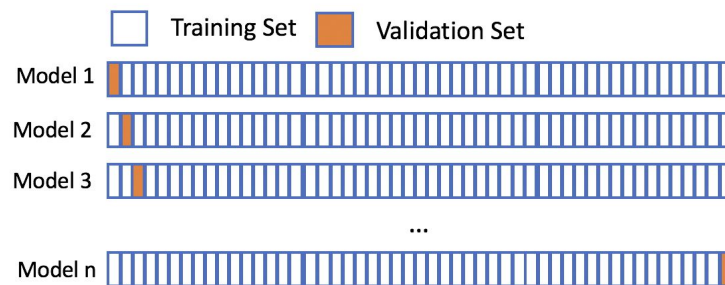 Training Set Validation Set
Model 1
Model 2
Model 3
...
Model n